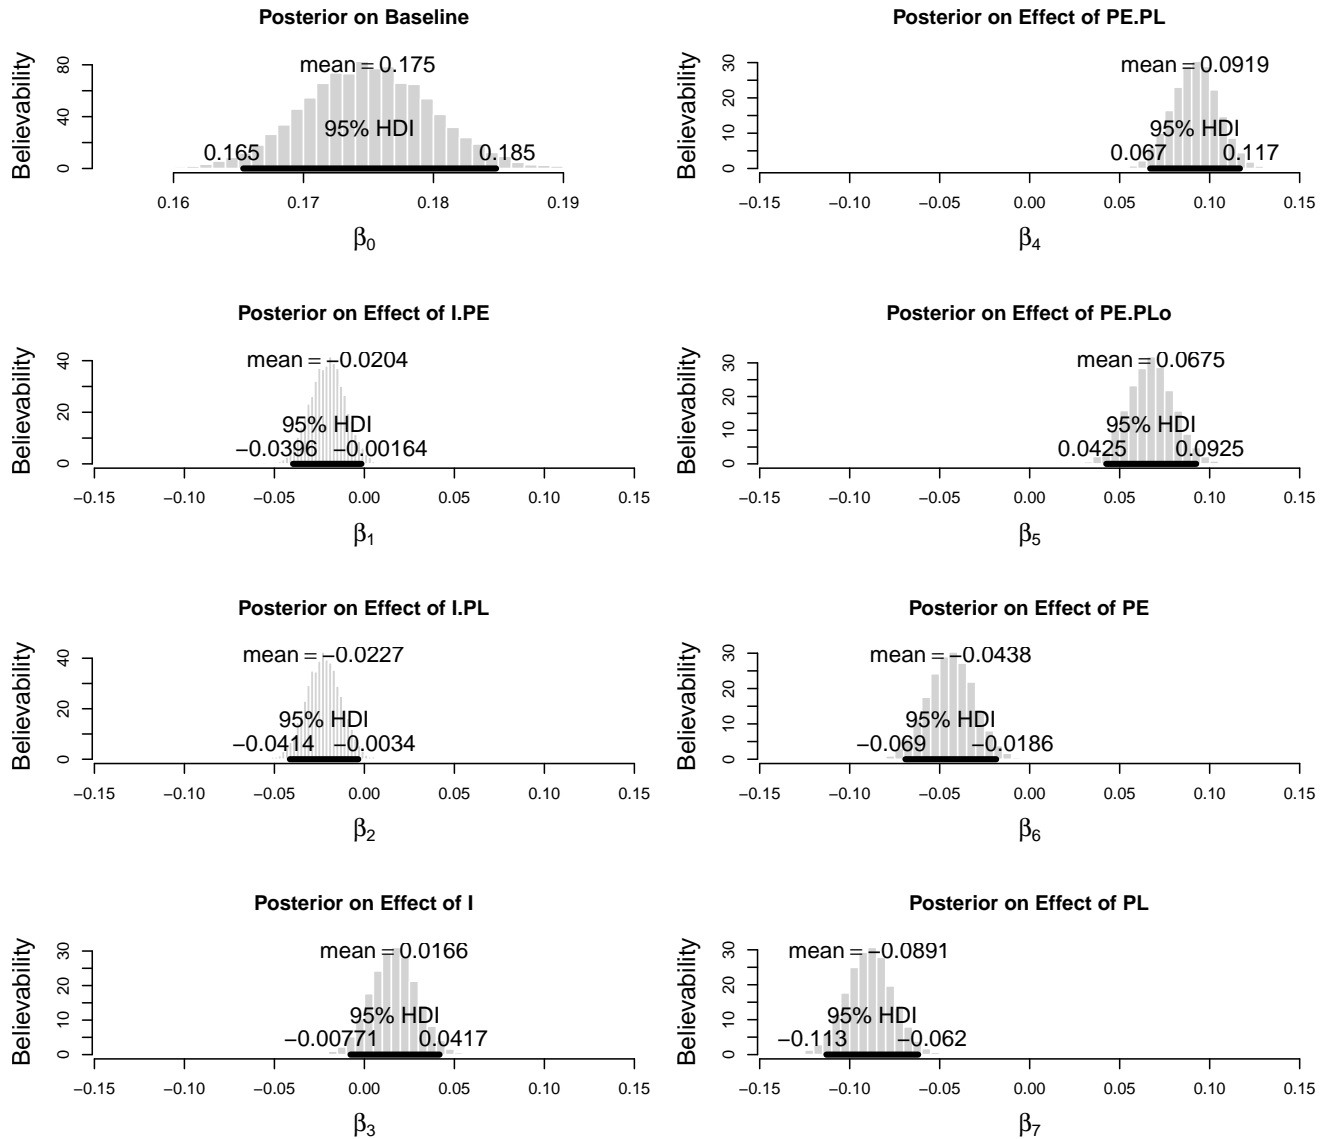 Posterior on Baseline
Believability
0 40 80
mean = 0.175
95% HDI
0.165 0.185
0.16 0.17 0.18 0.19
β0
Posterior on Effect of PE.PL
Believability
0 10 20 30
mean = 0.0919
95% HDI
0.067 0.117
−0.15 −0.10 −0.05 0.00 0.05 0.10 0.15
β4
Posterior on Effect of I.PE
Believability
0 20 40
mean = −0.0204
95% HDI
−0.0396 −0.00164
−0.15 −0.10 −0.05 0.00 0.05 0.10 0.15
β1
Posterior on Effect of PE.PLo
Believability
0 10 20 30
mean = 0.0675
95% HDI
0.0425 0.0925
−0.15 −0.10 −0.05 0.00 0.05 0.10 0.15
β5
Posterior on Effect of I.PL
Believability
0 20 40
mean = −0.0227
95% HDI
−0.0414 −0.0034
−0.15 −0.10 −0.05 0.00 0.05 0.10 0.15
β2
Posterior on Effect of PE
Believability
0 10 20 30
mean = −0.0438
95% HDI
−0.069 −0.0186
−0.15 −0.10 −0.05 0.00 0.05 0.10 0.15
β6
Posterior on Effect of I
Believability
0 10 20 30
mean = 0.0166
95% HDI
−0.00771 0.0417
−0.15 −0.10 −0.05 0.00 0.05 0.10 0.15
β3
Posterior on Effect of PL
Believability
0 10 20 30
mean = −0.0891
95% HDI
−0.113 −0.062
−0.15 −0.10 −0.05 0.00 0.05 0.10 0.15
β7